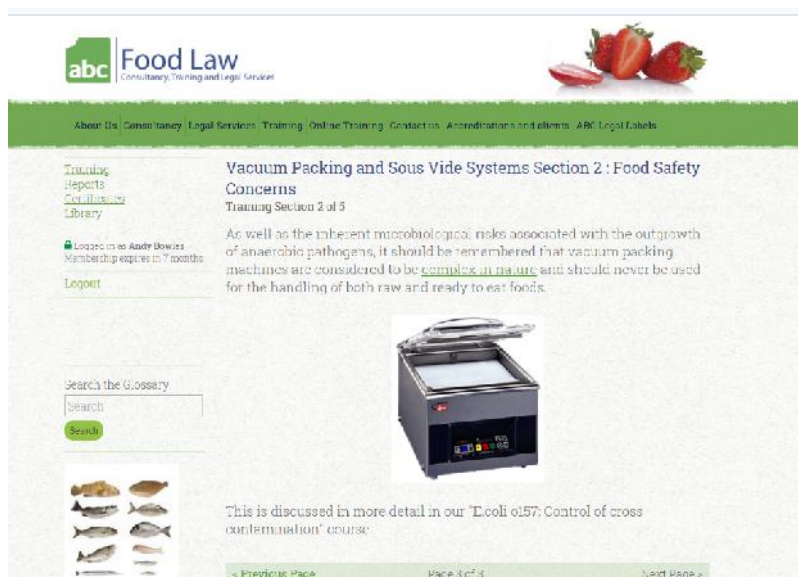 abc Food Law
Consultancy, Training and Legal Services
About Us Consultancy Legal Services Training Online Training Contact us Accreditations and clients ABC Legal Labels
Training
Reports
Certificates
Library
Logged in as Andy Bowles
Membership expires in 7 months
Logout
Search the Glossary
Search
Search
Vacuum Packing and Sous Vide Systems Section 2 : Food Safety
Concerns
Training Section 2 of 5
As well as the inherent microbiological risks associated with the outgrowth
of anaerobic pathogens, it should be remembered that vacuum packing
machines are considered to be complex in nature and should never be used
for the handling of both raw and ready to eat foods.
This is discussed in more detail in our "E.coli o157: Control of cross
contamination" course
« Previous Page Page 3 of 3 Next Page »